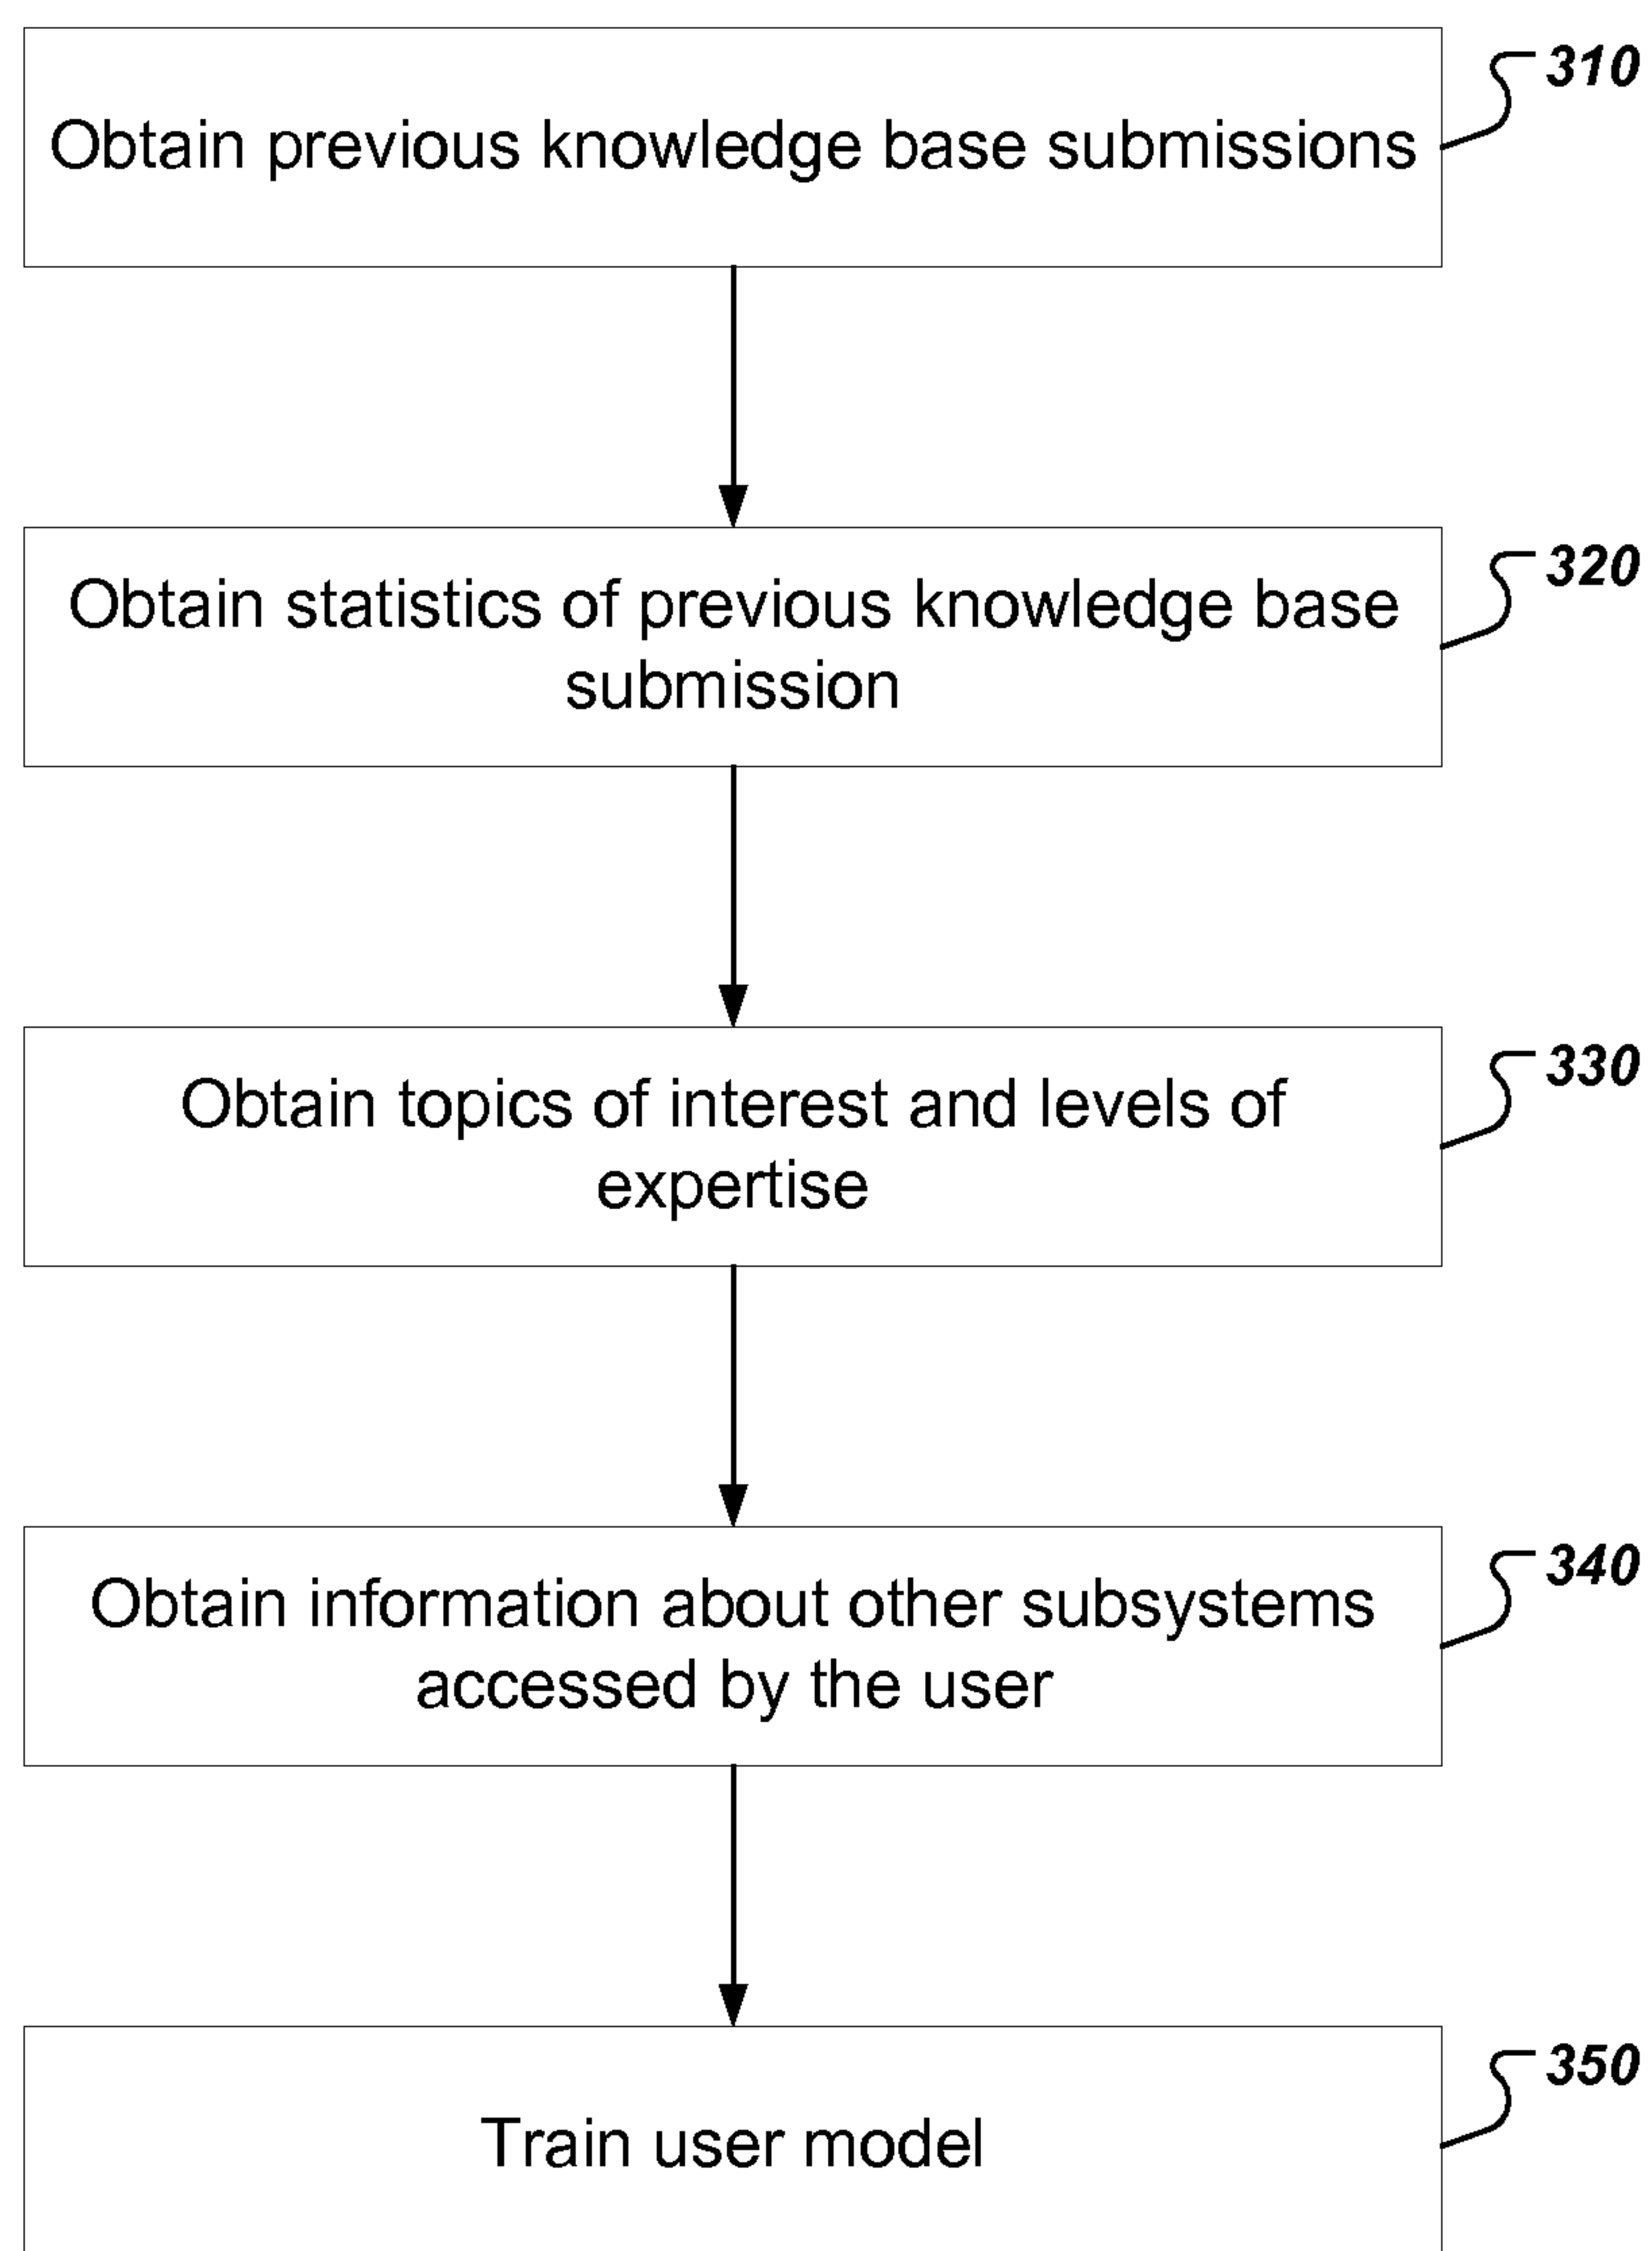 310
Obtain previous knowledge base submissions
320
Obtain statistics of previous knowledge base
submission
330
Obtain topics of interest and levels of
expertise
340
Obtain information about other subsystems
accessed by the user
350
Train user model